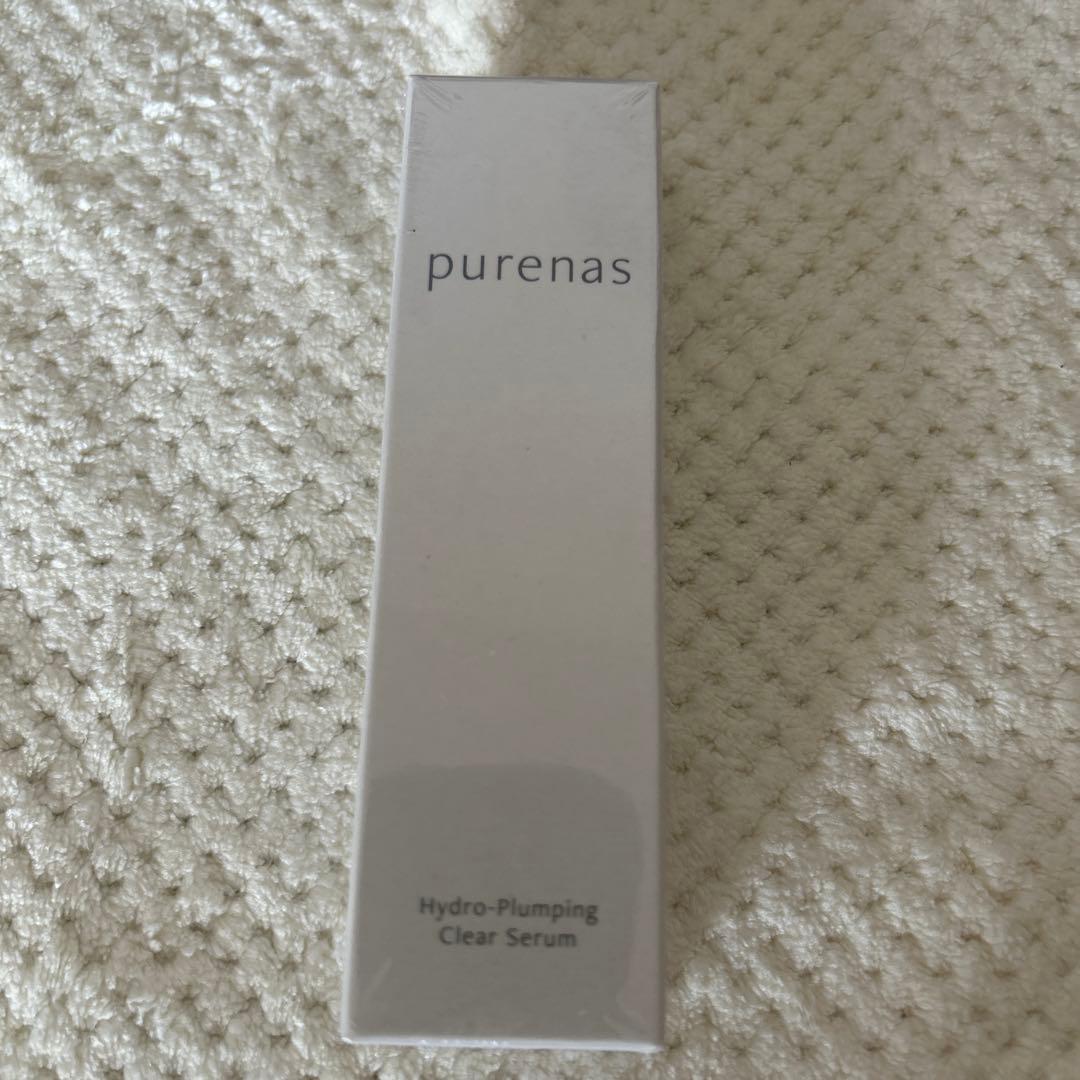 purenas
Hydro-Plumping
Clear Serum